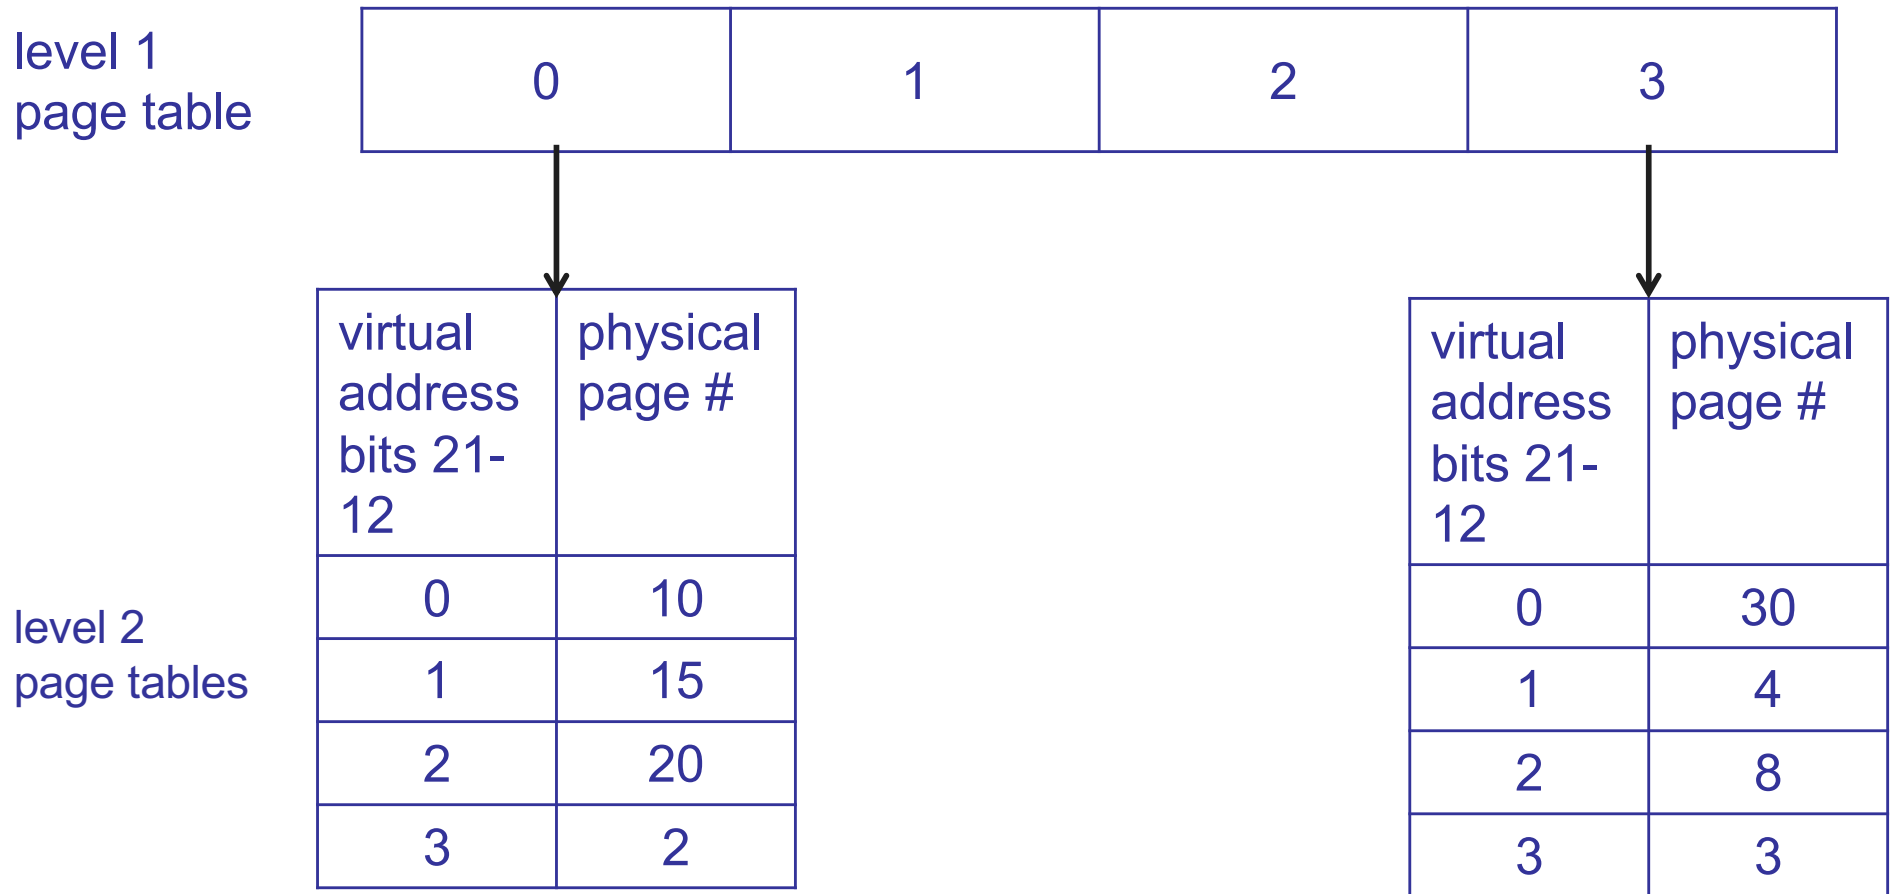 level 1
page table
0 1 2 3
virtual
address
bits 21-
12
physical
page #
virtual
address
bits 21-
12
physical
page #
level 2
page tables
0 10
1 15
2 20
3 2
0 30
1 4
2 8
3 3